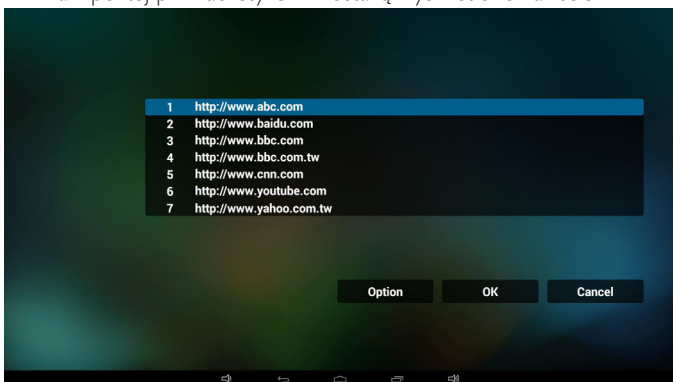 1 http://www.abc.com
2 http://www.baidu.com
3 http://www.bbc.com
4 http://www.bbc.com.tw
5 http://www.cnn.com
6 http://www.youtube.com
7 http://www.yahoo.com.tw
Option OK Cancel